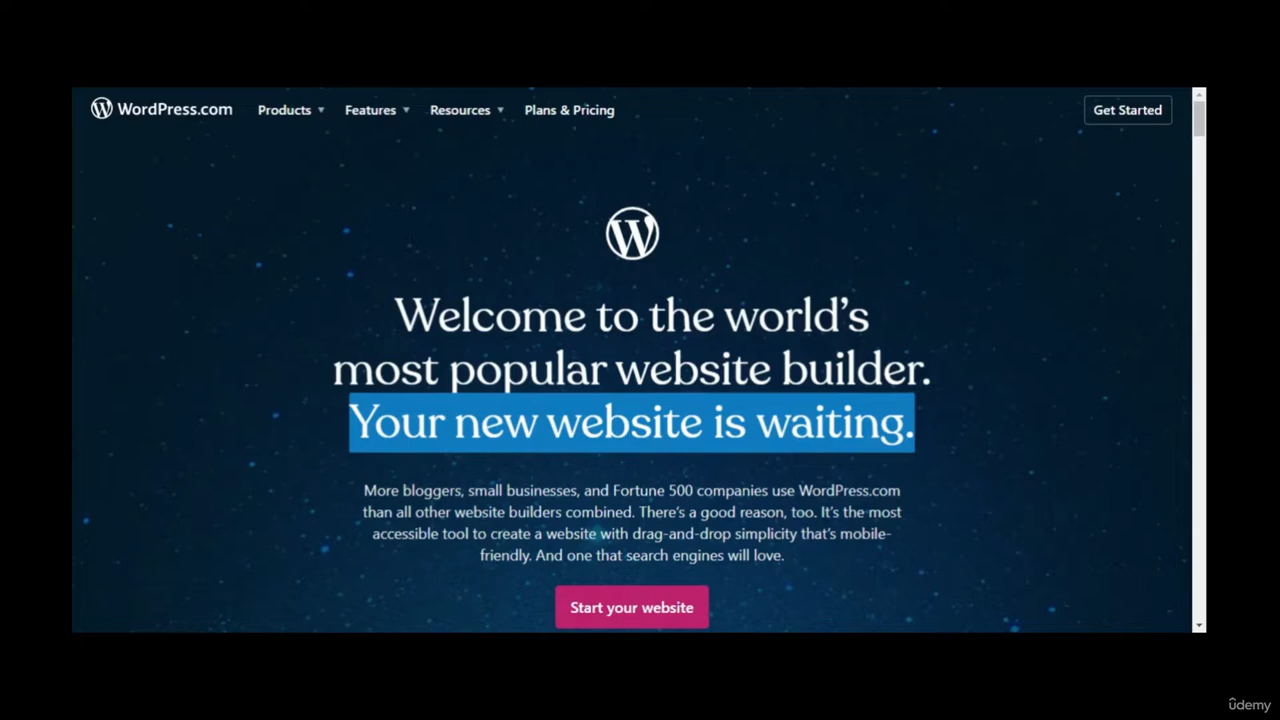 WordPress.com Products Features Resources Plans & Pricing Get Started
Welcome to the world's
most popular website builder.
Your new website is waiting.
More bloggers, small businesses, and Fortune 500 companies use WordPress.com
than all other website builders combined. There's a good reason, too. It's the most
accessible tool to create a website with drag-and-drop simplicity that's mobile-
friendly. And one that search engines will love.
Start your website
ûdemy